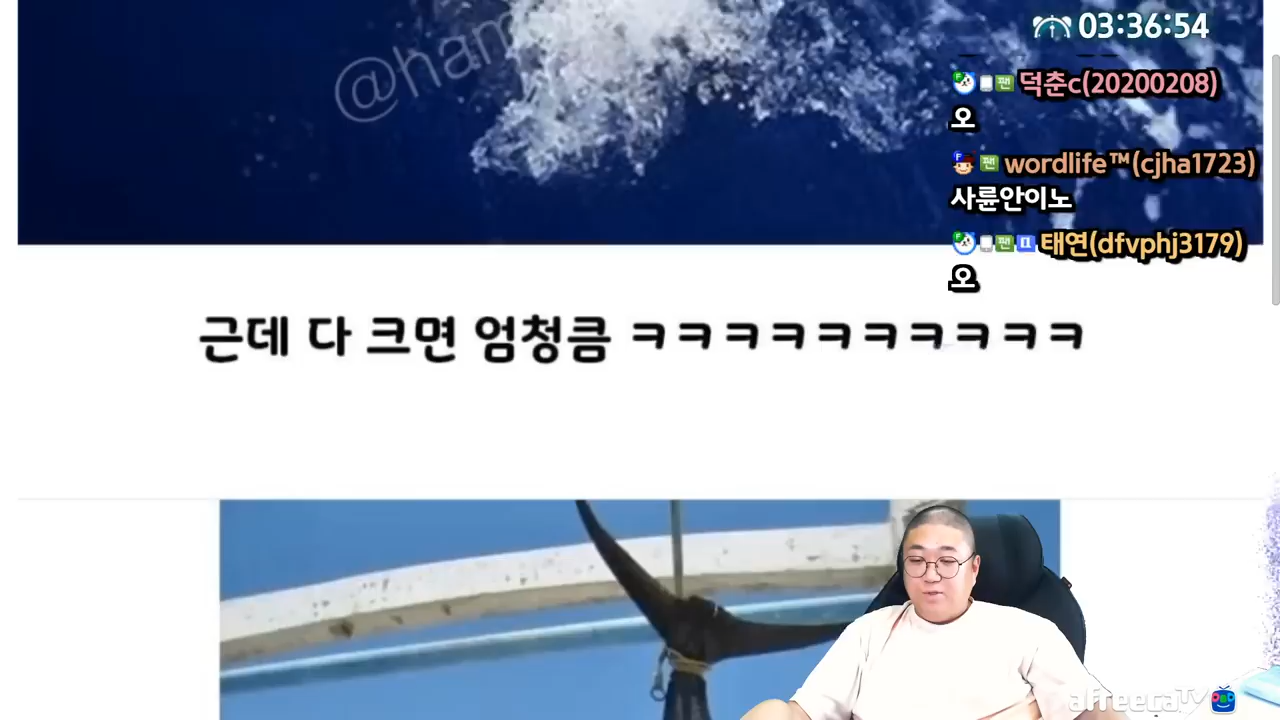 @ham
03:36:54
덕춘c(20200208)
오
wordlife™(cjha1723)
사륜안이노
태연(dfvphj3179)
오
근데 다 크면 엄청큼 ㅋㅋㅋㅋㅋㅋㅋㅋㅋㅋ
afreecaTV